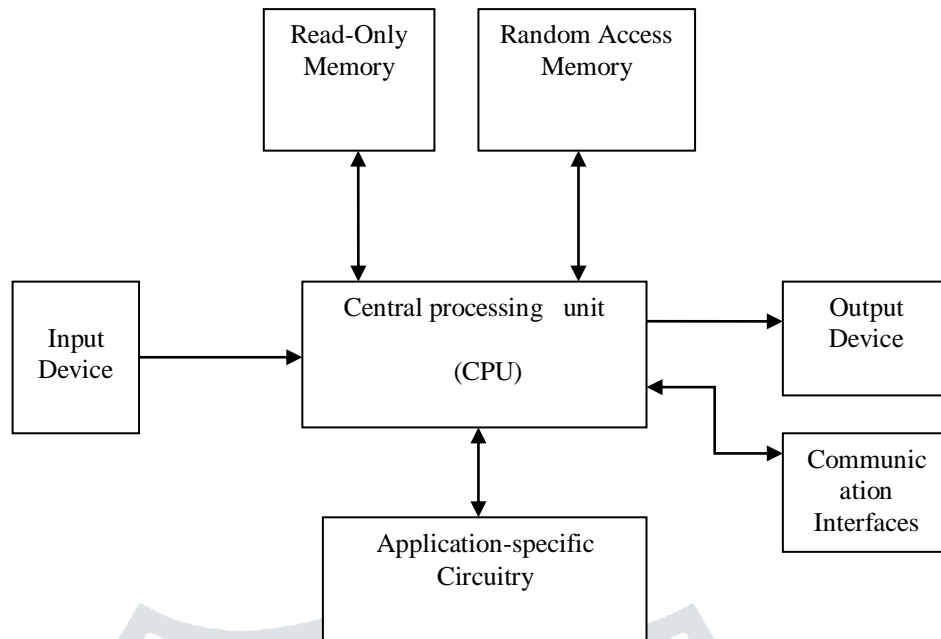 Read-Only
Memory
Random Access
Memory
Input
Device
Central processing unit
(CPU)
Output
Device
Communic
ation
Interfaces
Application-specific
Circuitry